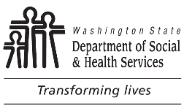 Washington State
Department of Social
& Health Services
Transforming lives